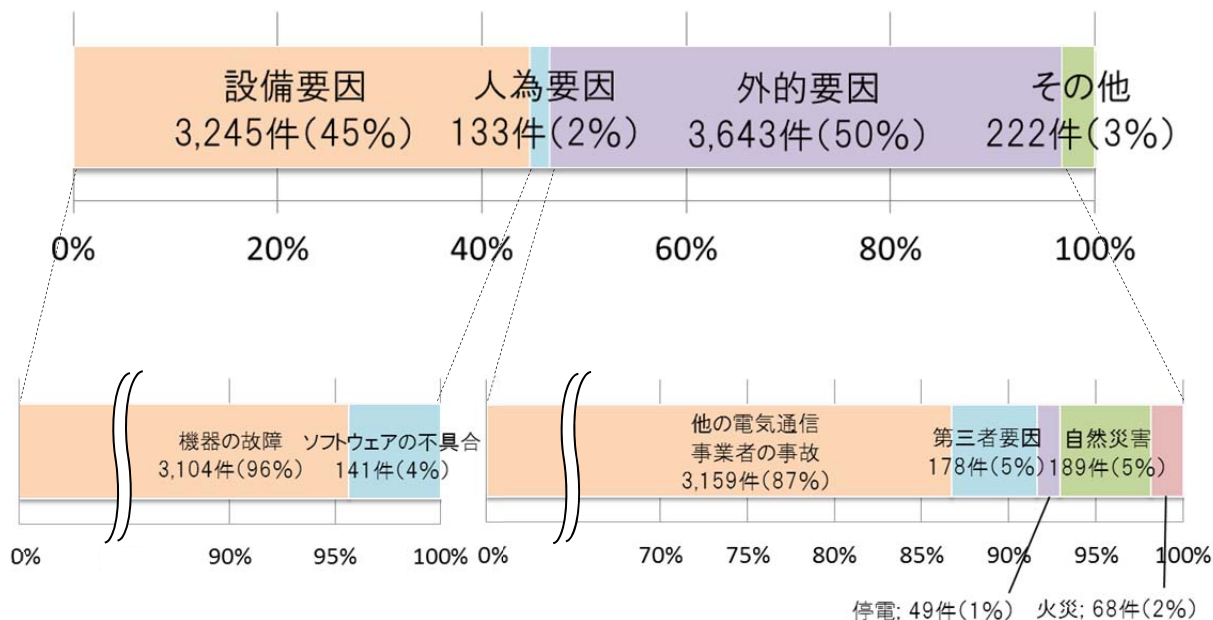 設備要因
3,245件(45%)
人為要因
133件(2%)
外的要因
3,643件(50%)
その他
222件(3%)
0%
20%
40%
60%
80%
100%
機器の故障
3,104件(96%)
ソフトウェアの不具合
141件(4%)
0%
90%
95%
100%
他の電気通信
事業者の事故
3,159件(87%)
第三者要因
178件(5%)
自然災害
189件(5%)
0%
70%
75%
80%
85%
90%
95%
100%
停電; 49件(1%)
火災; 68件(2%)